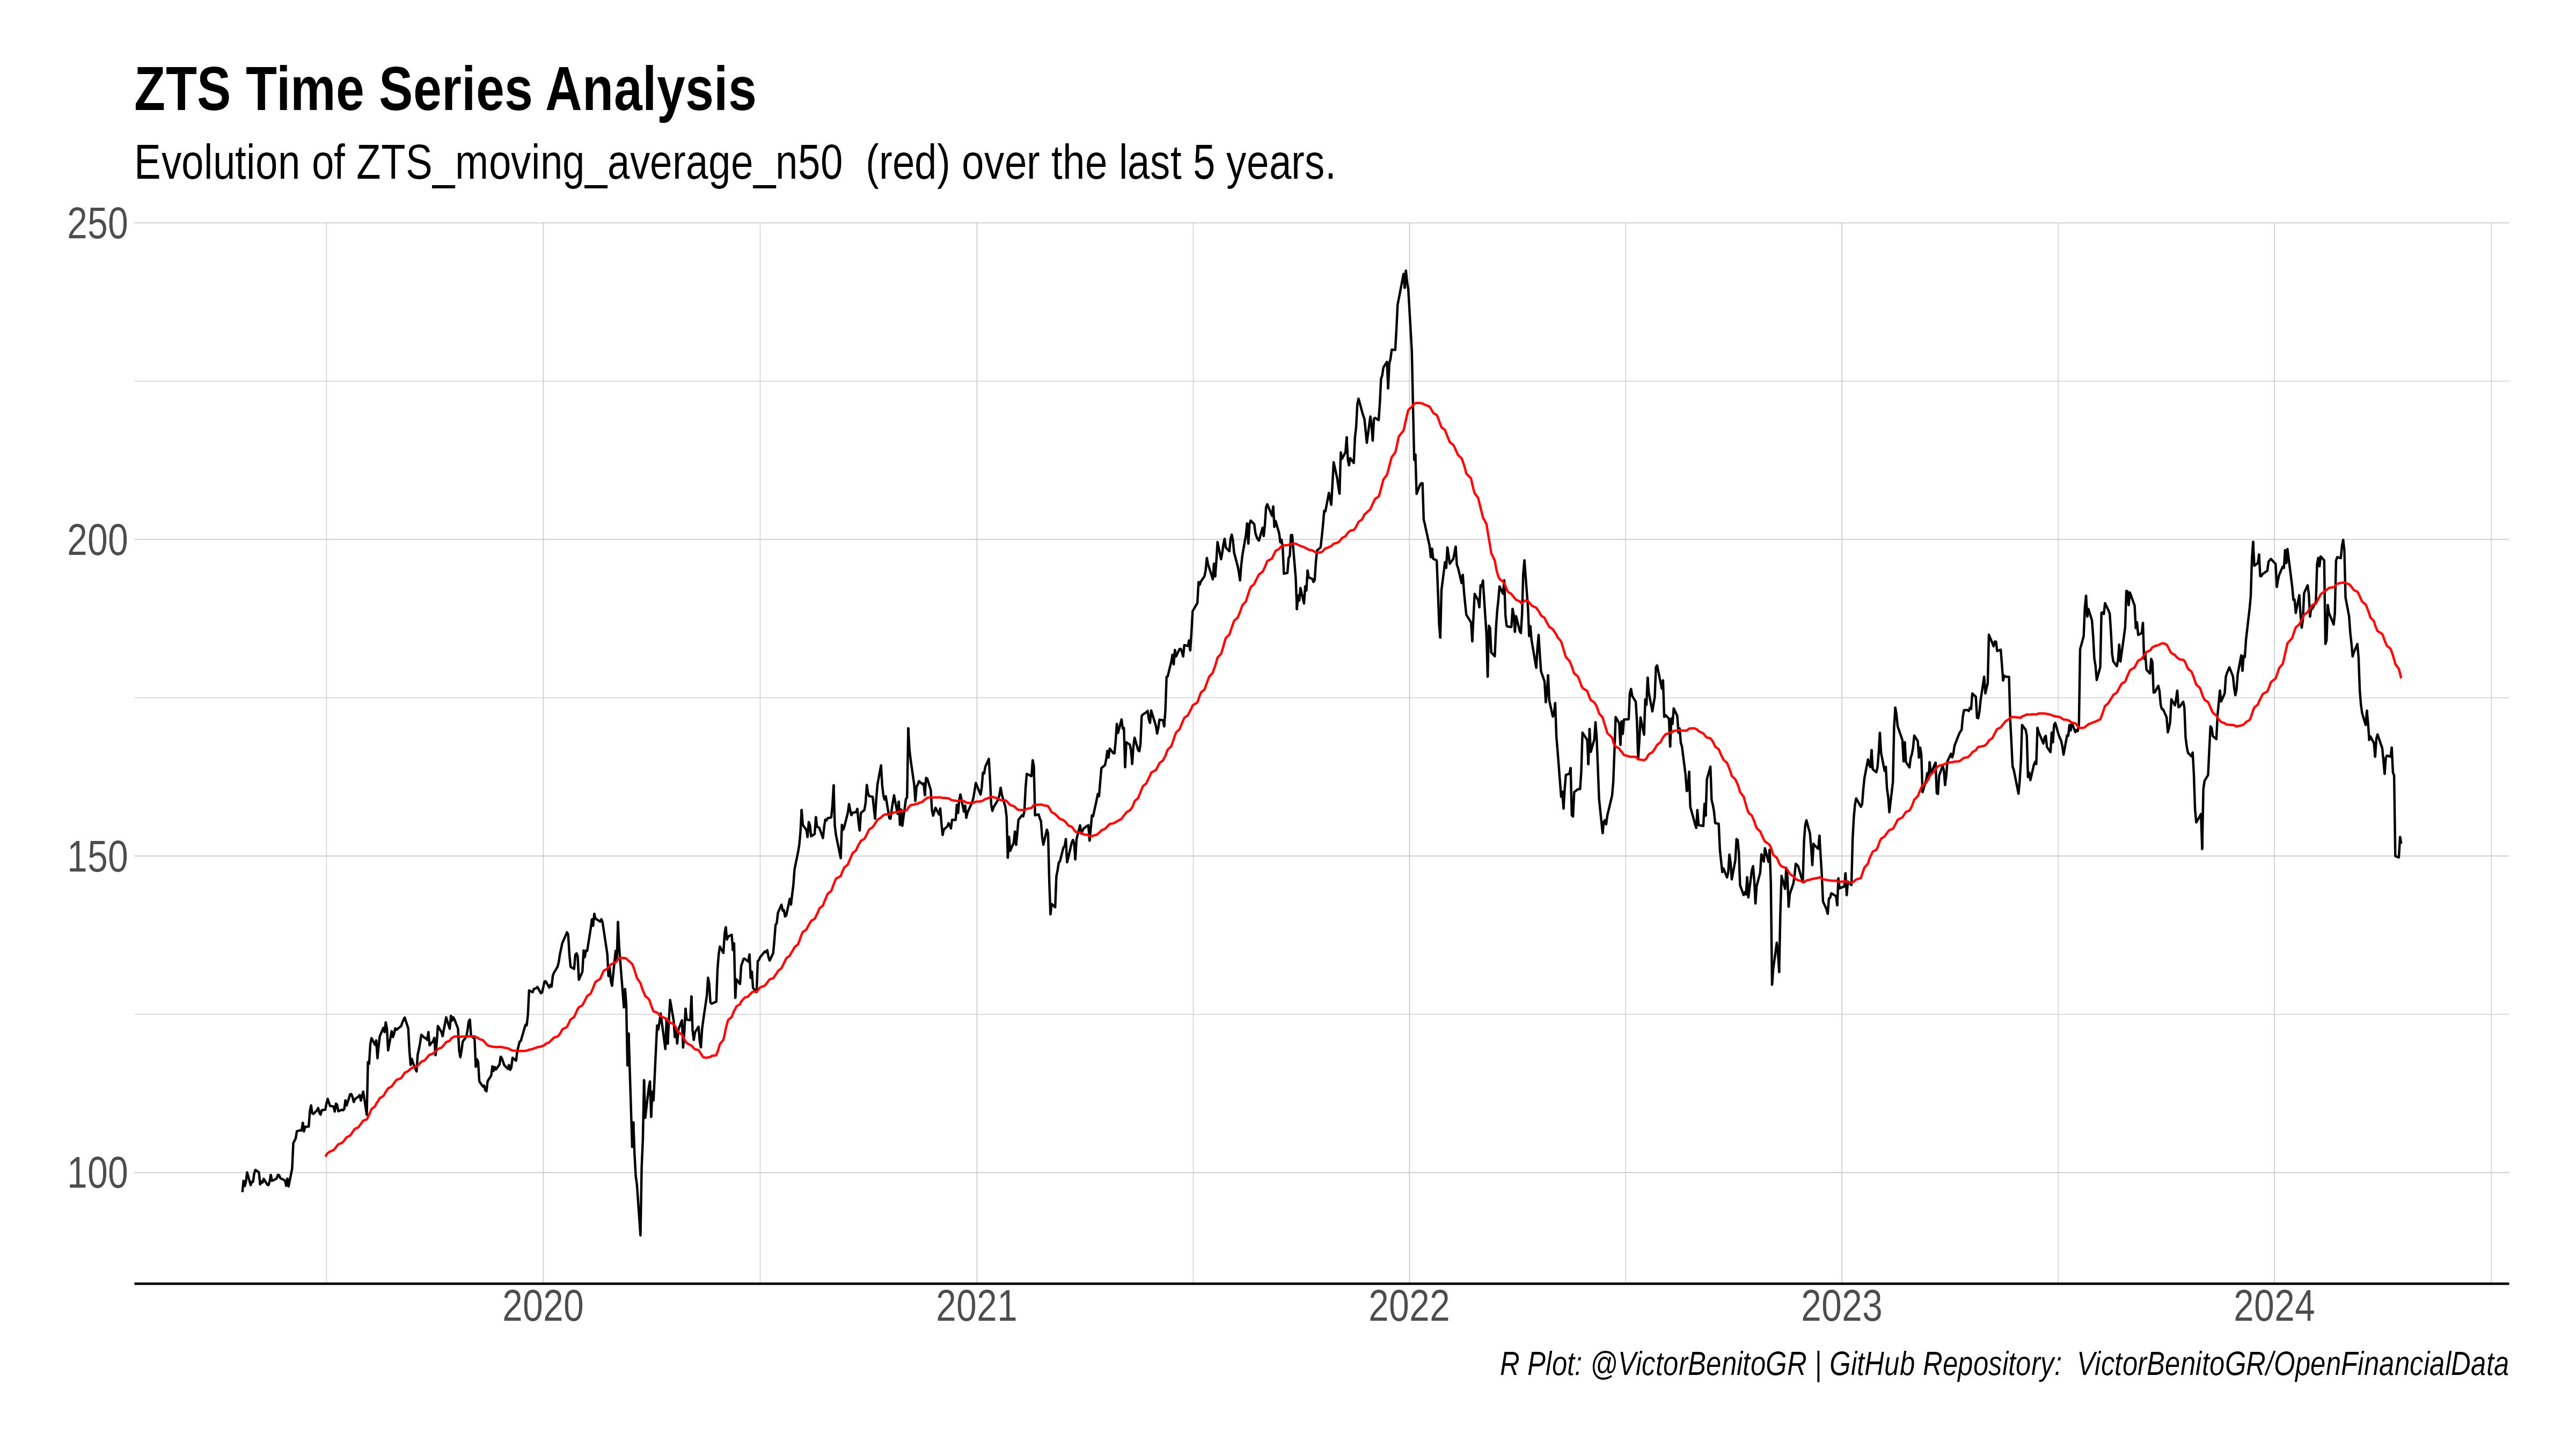 ZTS Time Series Analysis
Evolution of ZTS_moving_average_n50  (red) over the last 5 years.
250
200
150
100
2020 2021 2022 2023 2024
R Plot: @VictorBenitoGR | GitHub Repository:  VictorBenitoGR/OpenFinancialData